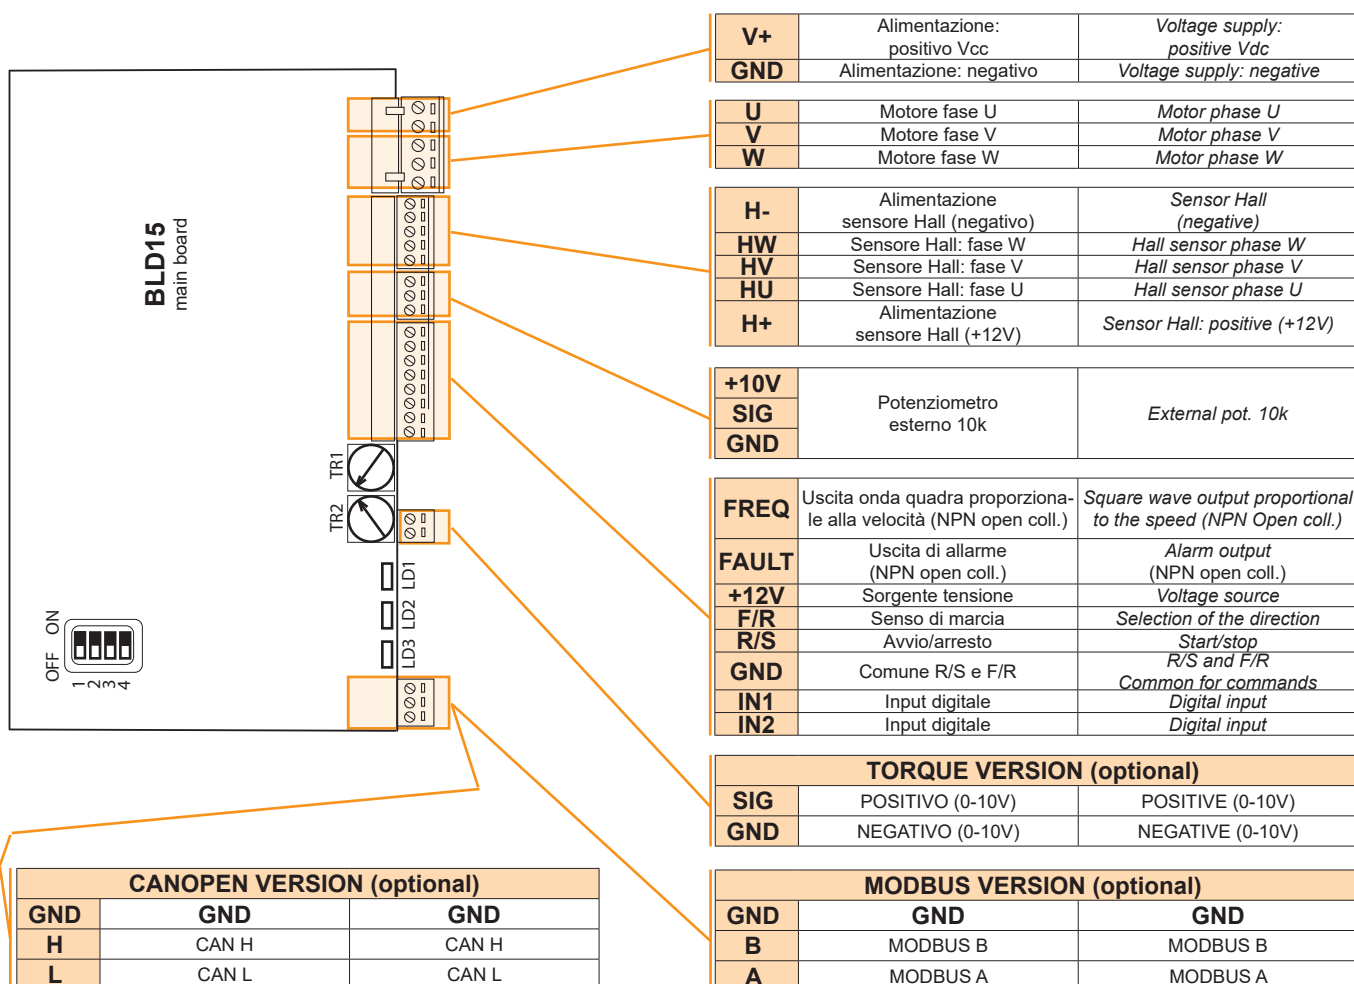 V+ Alimentazione: Voltage supply:
positivo Vcc positive Vdc
GND Alimentazione: negativo Voltage supply: negative
U Motore fase U Motor phase U
V Motore fase V Motor phase V
W Motore fase W Motor phase W
H- Alimentazione Sensor Hall
sensore Hall (negativo) (negative)
HW Sensore Hall: fase W Hall sensor phase W
HV Sensore Hall: fase V Hall sensor phase V
HU Sensore Hall: fase U Hall sensor phase U
H+ Alimentazione Sensor Hall: positive (+12V)
sensore Hall (+12V)
+10V
SIG Potenziometro External pot. 10k
esterno 10k
GND
FREQ Uscita onda quadra proporziona- Square wave output proportional
le alla velocità (NPN open coll.) to the speed (NPN Open coll.)
FAULT Uscita di allarme Alarm output
(NPN open coll.) (NPN open coll.)
+12V Sorgente tensione Voltage source
F/R Senso di marcia Selection of the direction
R/S Avvio/arresto Start/stop
GND Comune R/S e F/R R/S and F/R
Common for commands
IN1 Input digitale Digital input
IN2 Input digitale Digital input
TORQUE VERSION (optional)
SIG POSITIVO (0-10V) POSITIVE (0-10V)
GND NEGATIVO (0-10V) NEGATIVE (0-10V)
MODBUS VERSION (optional)
GND GND GND
B MODBUS B MODBUS B
A MODBUS A MODBUS A
CANOPEN VERSION (optional)
GND GND GND
H CAN H CAN H
L CAN L CAN L
BLD15
main board
TR1
TR2
LD1
LD2
LD3
OFF ON
1
2
3
4